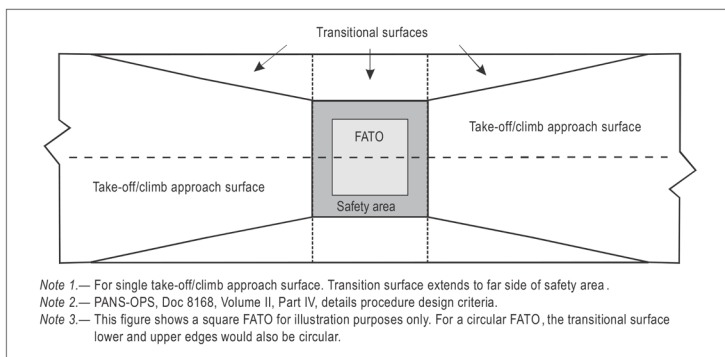 Transitional surfaces
Take-off/climb approach surface
FATO
Take-off/climb approach surface
Safety area
Note 1.— For single take-off/climb approach surface. Transition surface extends to far side of safety area.
Note 2.— PANS-OPS, Doc 8168, Volume II, Part IV, details procedure design criteria.
Note 3.— This figure shows a square FATO for illustration purposes only. For a circular FATO, the transitional surface
lower and upper edges would also be circular.